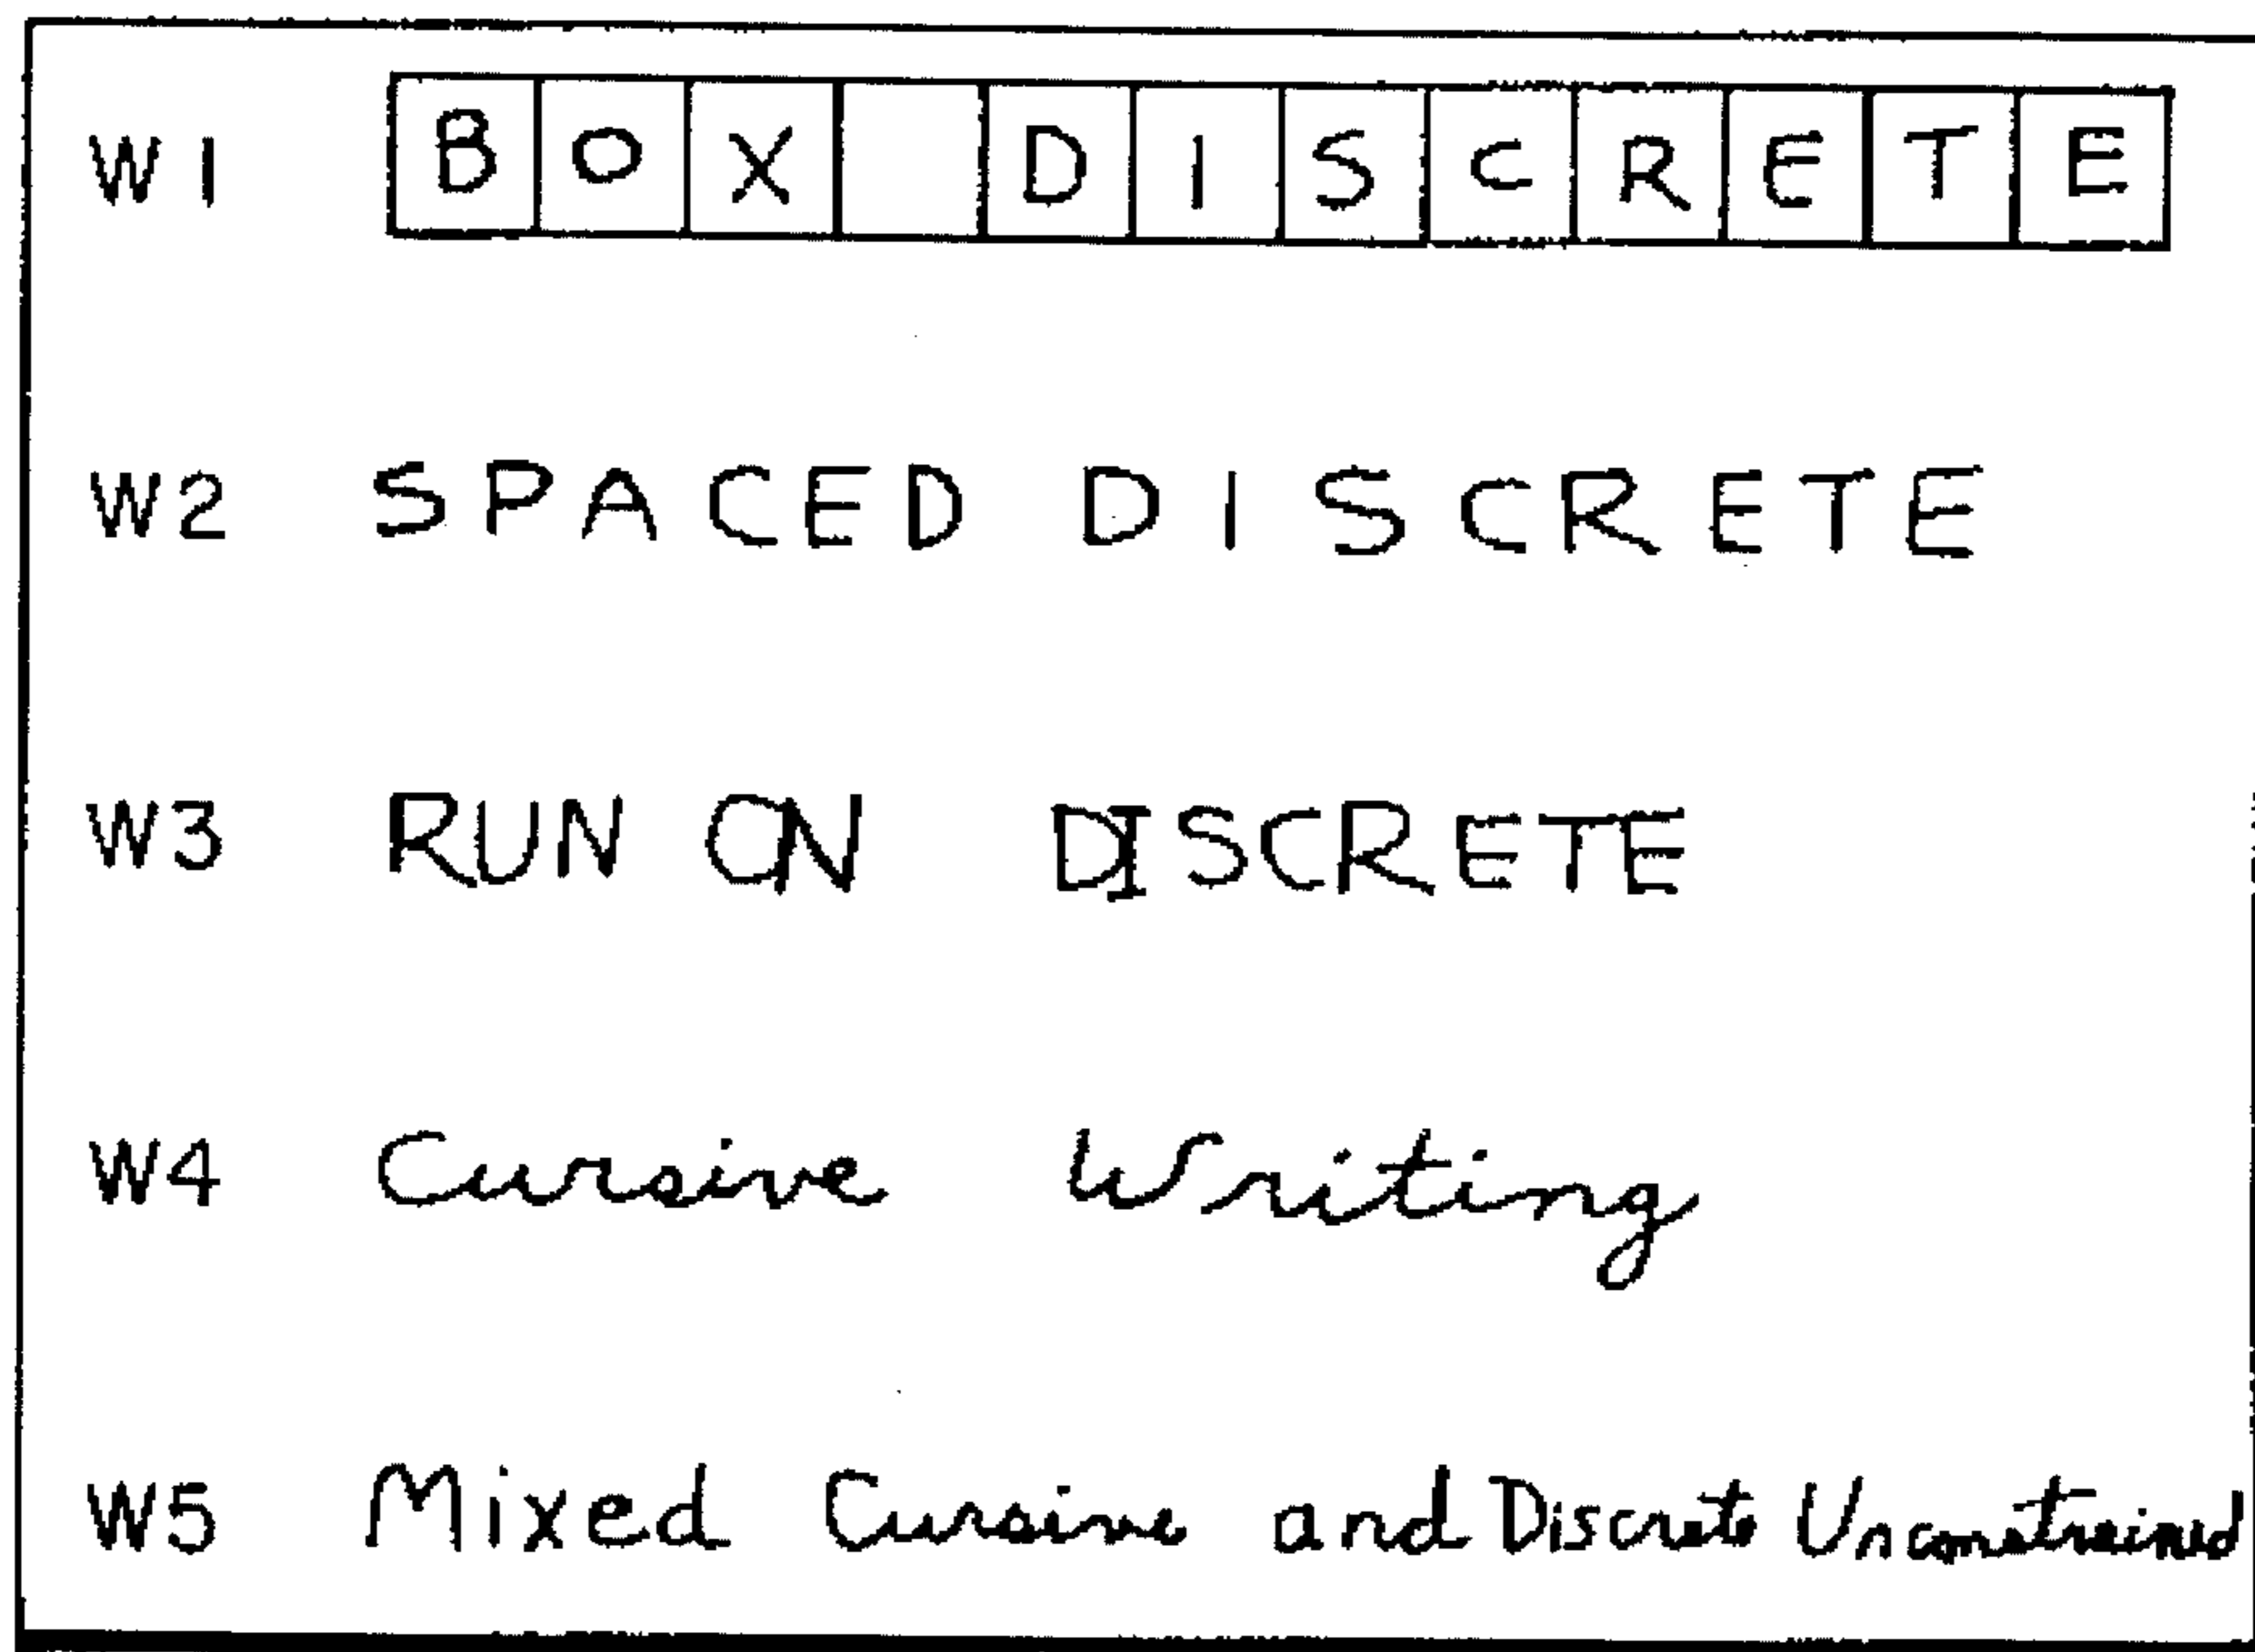 W1 BOX DISCRETE
W2 SPACED DISCRETE
W3 RUN ON DISCRETE
W4 Cursive Writing
W5 Mixed Cursive and Discrete Unconstrained